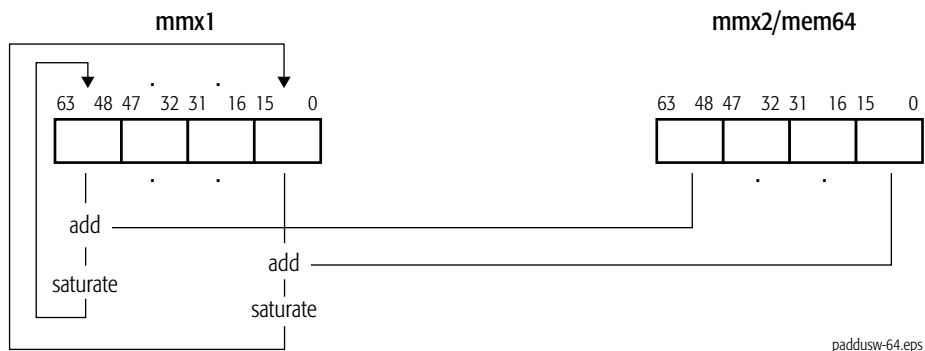 mmx1 mmx2/mem64
. .
63 48 47 32 31 16 15 0 63 48 47 32 31 16 15 0
. . . .
add
add
saturate
saturate
paddusw-64.eps